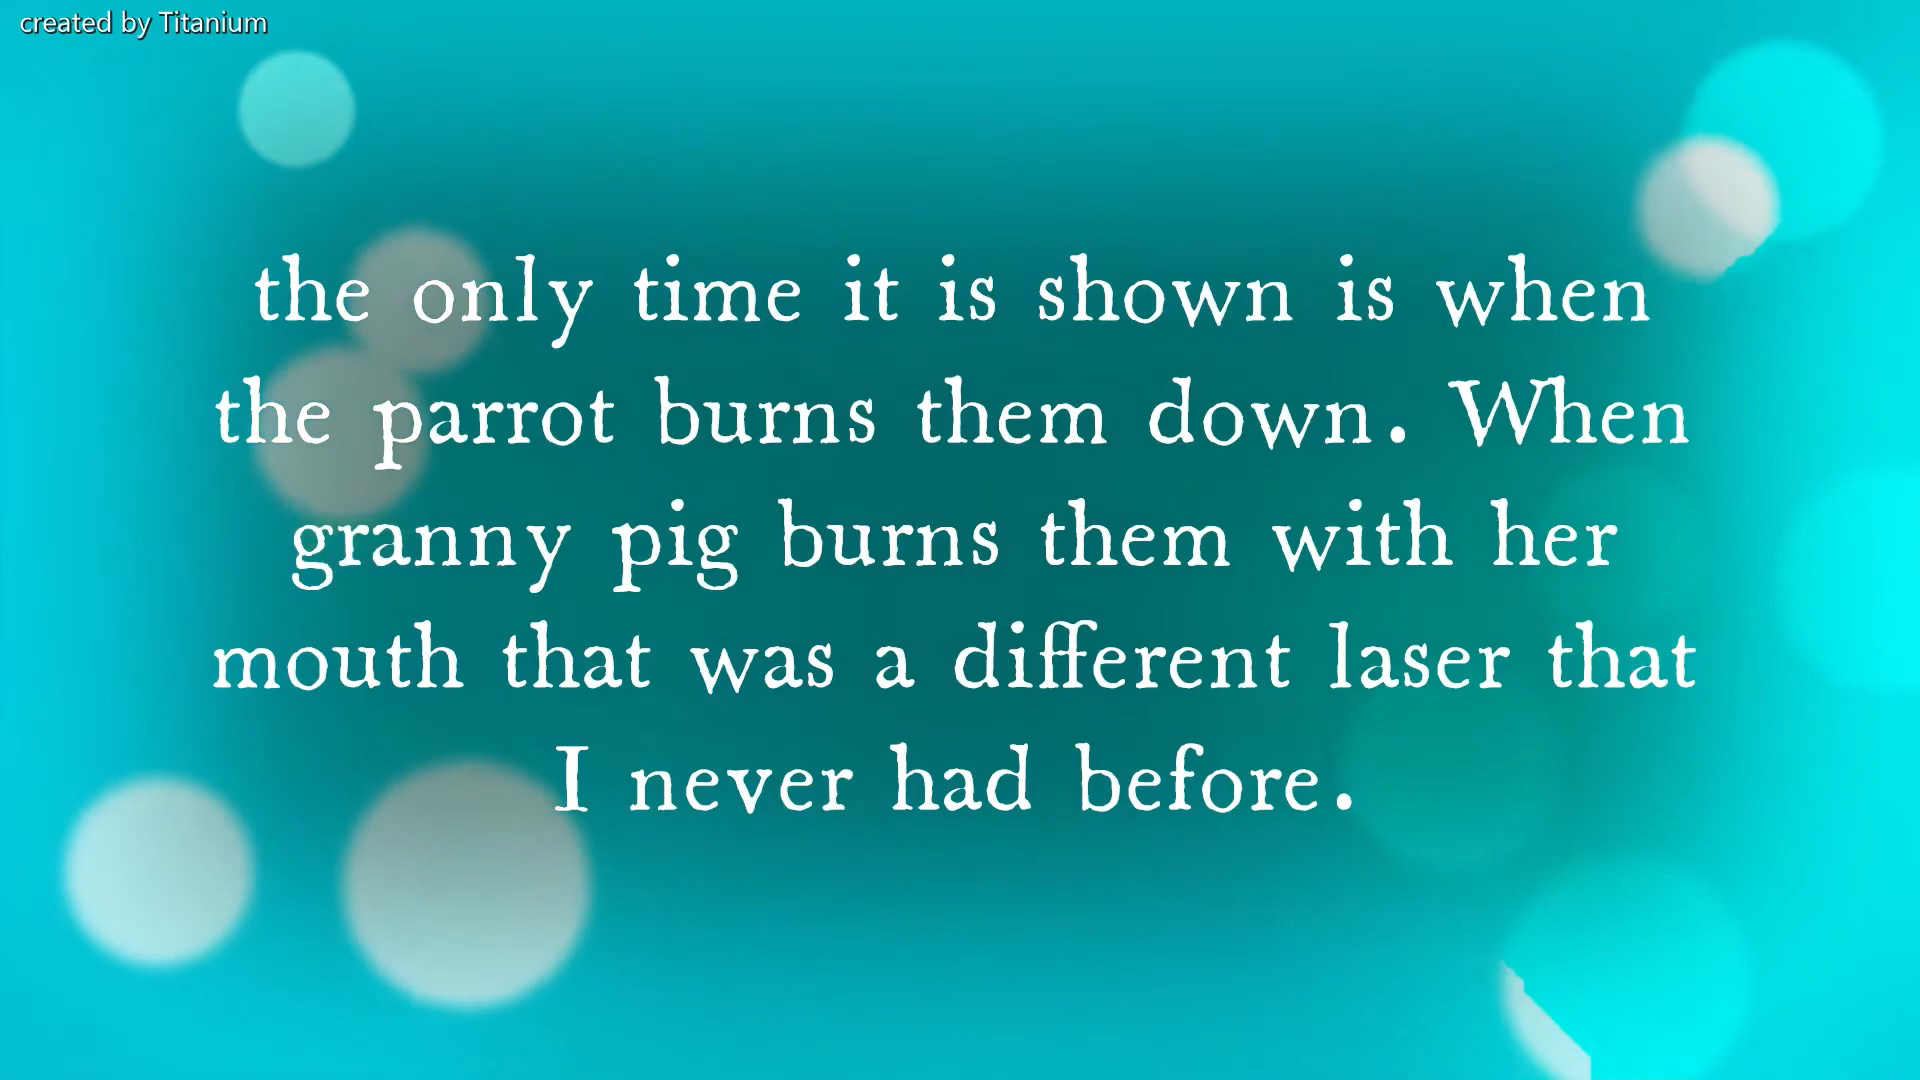 created by Titanium
the only time it is shown is when
the parrot burns them down. When
granny pig burns them with her
mouth that was a different laser that
I never had before.